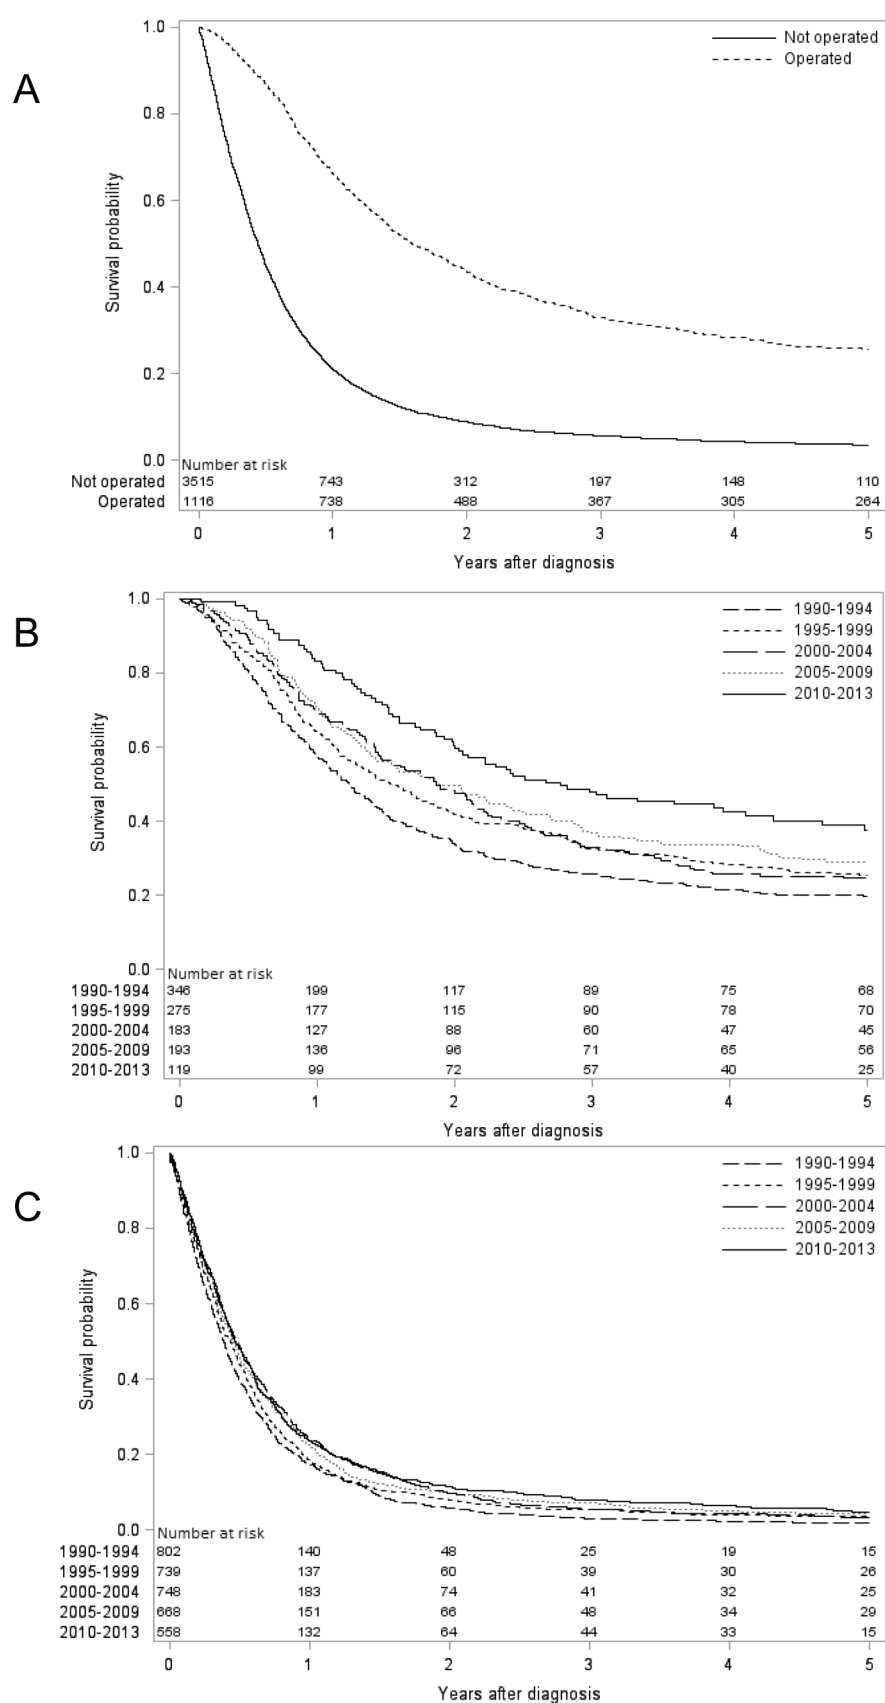 A
Not operated
Operated
1.0
0.8
0.6
0.4
0.2
0.0
Survival probability
Number at risk
Not operated 3515 743 312 197 148 110
Operated 1116 738 488 367 305 264
0 1 2 3 4 5
Years after diagnosis
B
1990-1994
1995-1999
2000-2004
2005-2009
2010-2013
1.0
0.8
0.6
0.4
0.2
0.0
Survival probability
Number at risk
1990-1994 346 199 117 89 75 68
1995-1999 275 177 115 90 78 70
2000-2004 183 127 88 60 47 45
2005-2009 193 136 96 71 65 56
2010-2013 119 99 72 57 40 25
0 1 2 3 4 5
Years after diagnosis
C
1990-1994
1995-1999
2000-2004
2005-2009
2010-2013
1.0
0.8
0.6
0.4
0.2
0.0
Survival probability
Number at risk
1990-1994 802 140 48 25 19 15
1995-1999 739 137 60 39 30 26
2000-2004 748 183 74 41 32 25
2005-2009 668 151 66 48 34 29
2010-2013 558 132 64 44 33 15
0 1 2 3 4 5
Years after diagnosis